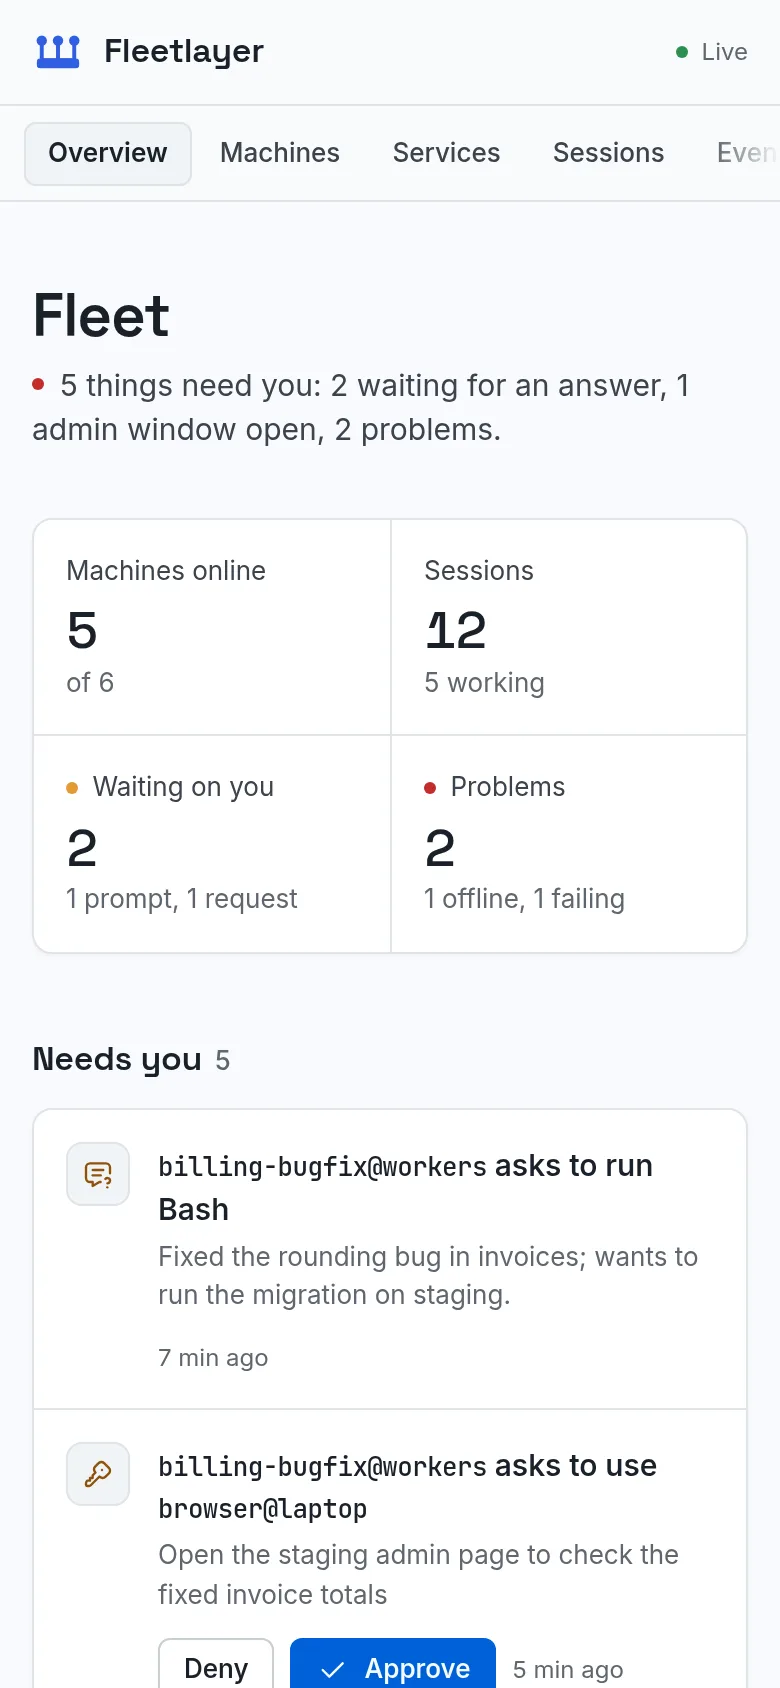 Fleetlayer
Live
Overview
Machines
Services
Sessions
Even
Fleet
5 things need you: 2 waiting for an answer, 1
admin window open, 2 problems.
Machines online
5
of 6
Sessions
12
5 working
Waiting on you
2
1 prompt, 1 request
Problems
2
1 offline, 1 failing
Needs you 5
billing-bugfix@workers asks to run
Bash
Fixed the rounding bug in invoices; wants to
run the migration on staging.
7 min ago
billing-bugfix@workers asks to use
browser@laptop
Open the staging admin page to check the
fixed invoice totals
Deny
Approve
5 min ago